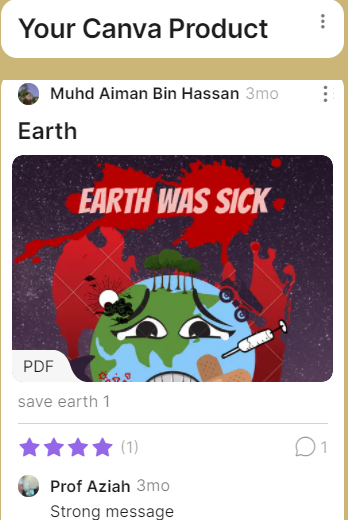 Your Canva Product
Muhd Aiman Bin Hassan 3mo
Earth
EARTH WAS SICK
PDF
save earth 1
(1) 1
Prof Aziah 3mo
Strong message